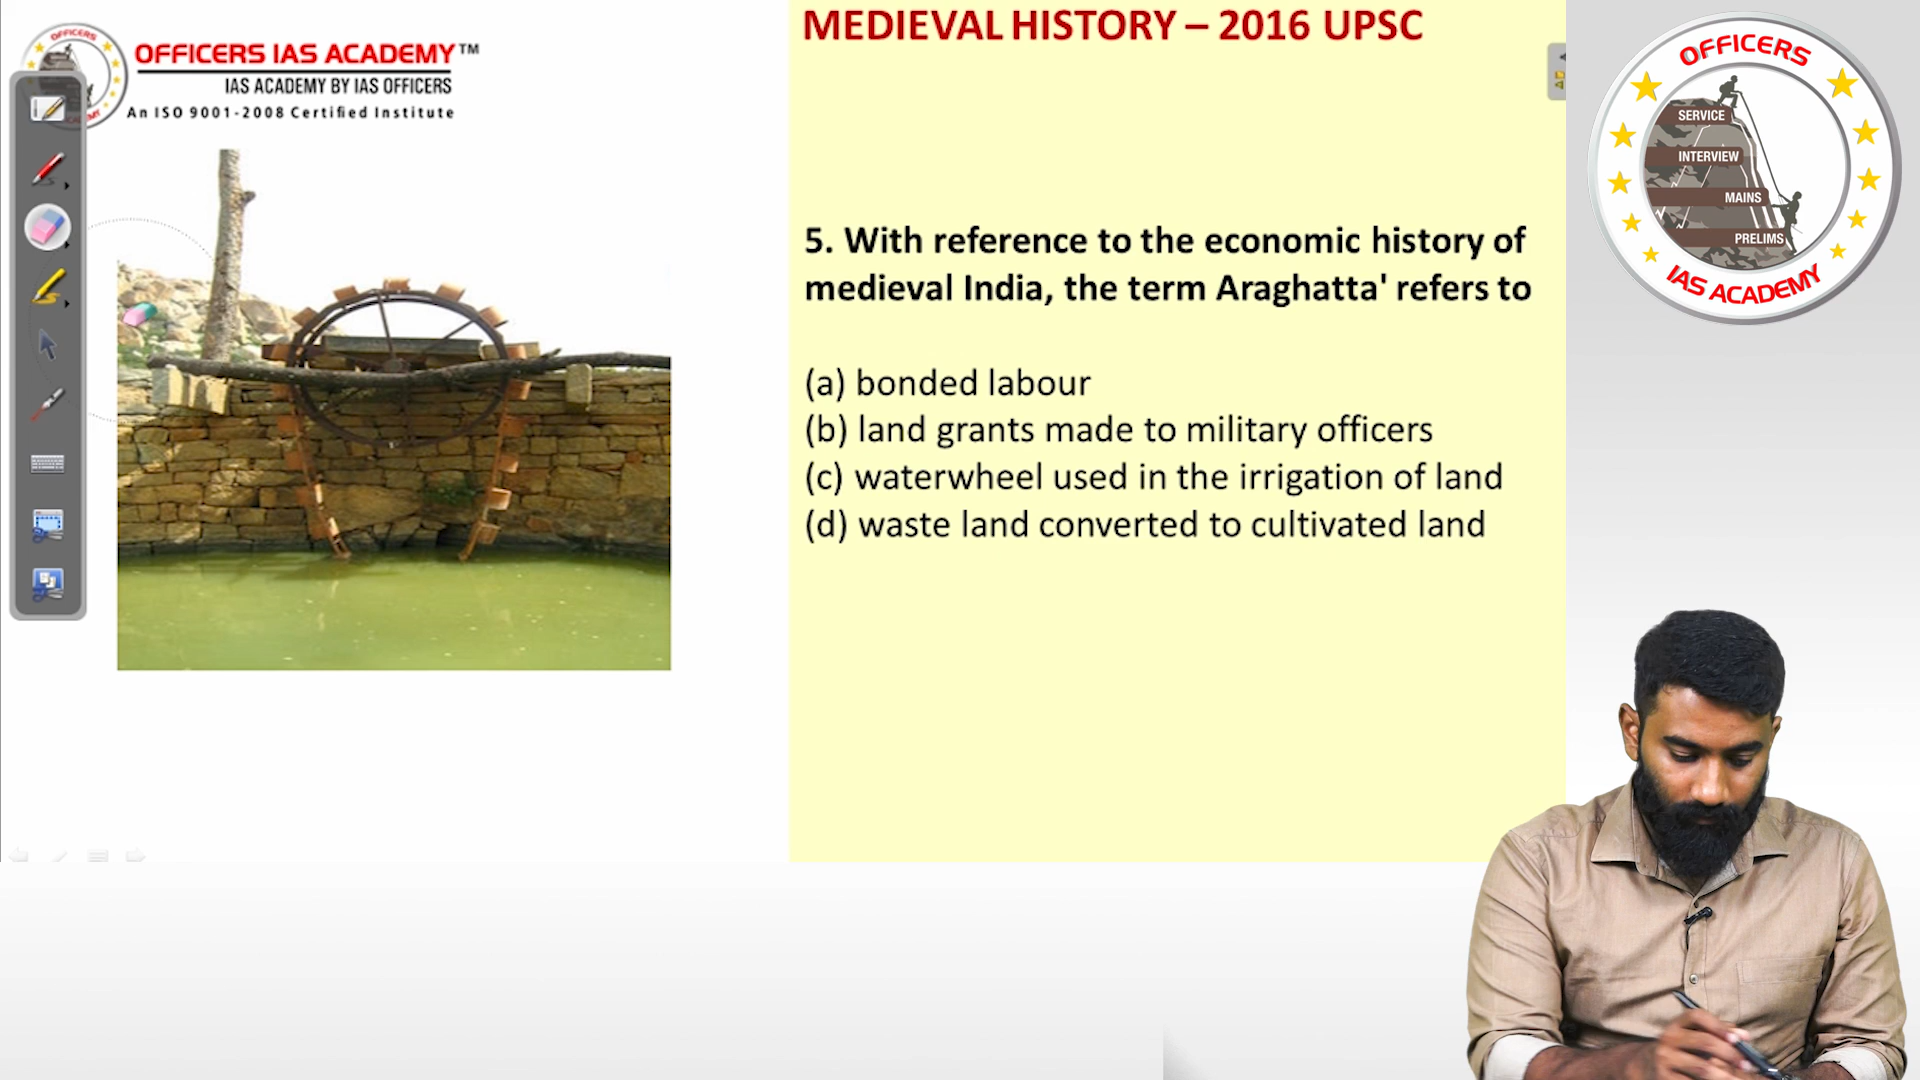 OFFICERS
OFFICERS IAS ACADEMY™
IAS ACADEMY BY IAS OFFICERS
An ISO 9001-2008 Certified Institute
MEDIEVAL HISTORY – 2016 UPSC
5. With reference to the economic history of
medieval India, the term Araghatta' refers to
(a) bonded labour
(b) land grants made to military officers
(c) waterwheel used in the irrigation of land
(d) waste land converted to cultivated land
OFFICERS
SERVICE
INTERVIEW
MAINS
PRELIMS
IAS ACADEMY